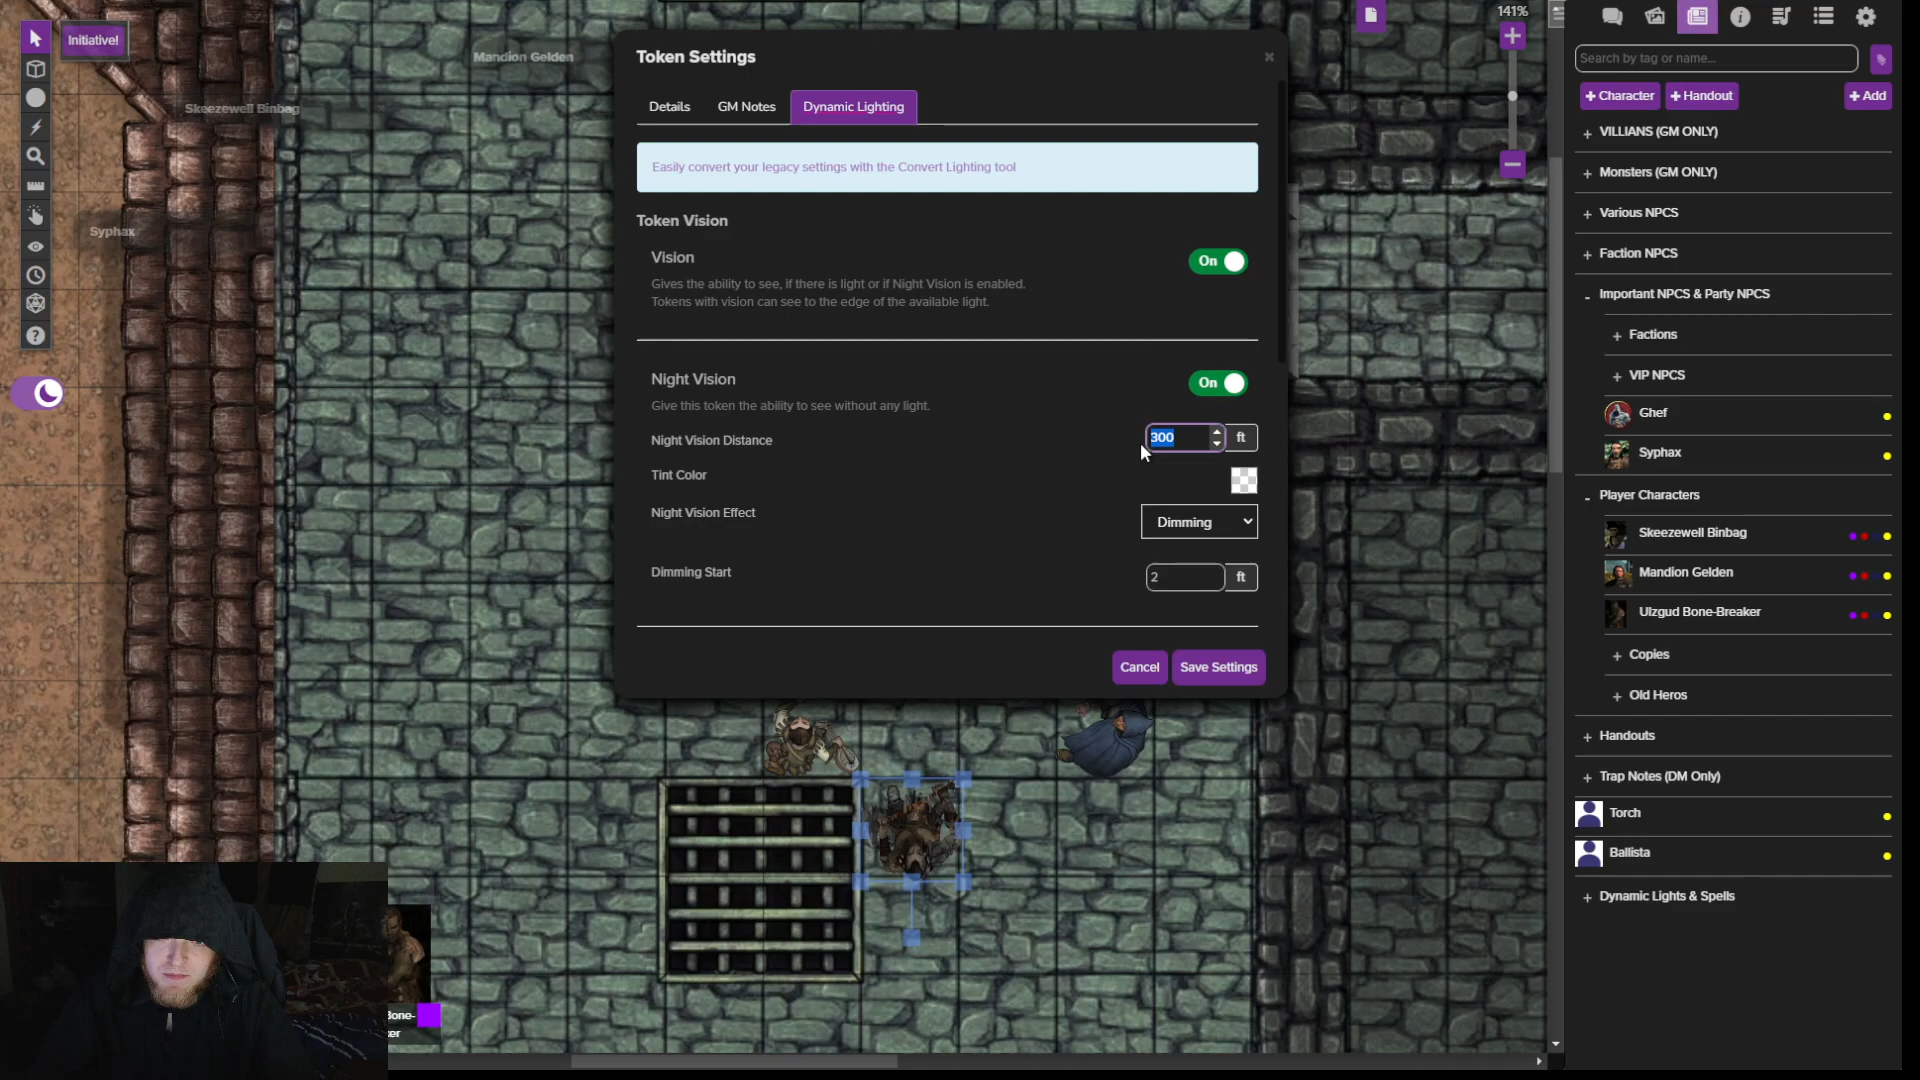 Initiative!
Mandion Gelden
Skeezewell Binbag
Syphax
Token Settings
×
Details
GM Notes
Dynamic Lighting
Easily convert your legacy settings with the Convert Lighting tool
Token Vision
Vision
On
Gives the ability to see, if there is light or if Night Vision is enabled.
Tokens with vision can see to the edge of the available light.
Night Vision
On
Give this token the ability to see without any light.
Night Vision Distance
300
ft
Tint Color
Night Vision Effect
Dimming
Dimming Start
2
ft
Cancel
Save Settings
Bone-
ker
141%
Search by tag or name...
+ Character
+ Handout
+ Add
+ VILLIANS (GM ONLY)
+ Monsters (GM ONLY)
+ Various NPCS
+ Faction NPCS
- Important NPCS & Party NPCS
+ Factions
+ VIP NPCS
Ghef
Syphax
- Player Characters
Skeezewell Binbag
Mandion Gelden
Ulzgud Bone-Breaker
+ Copies
+ Old Heros
+ Handouts
+ Trap Notes (DM Only)
Torch
Ballista
+ Dynamic Lights & Spells